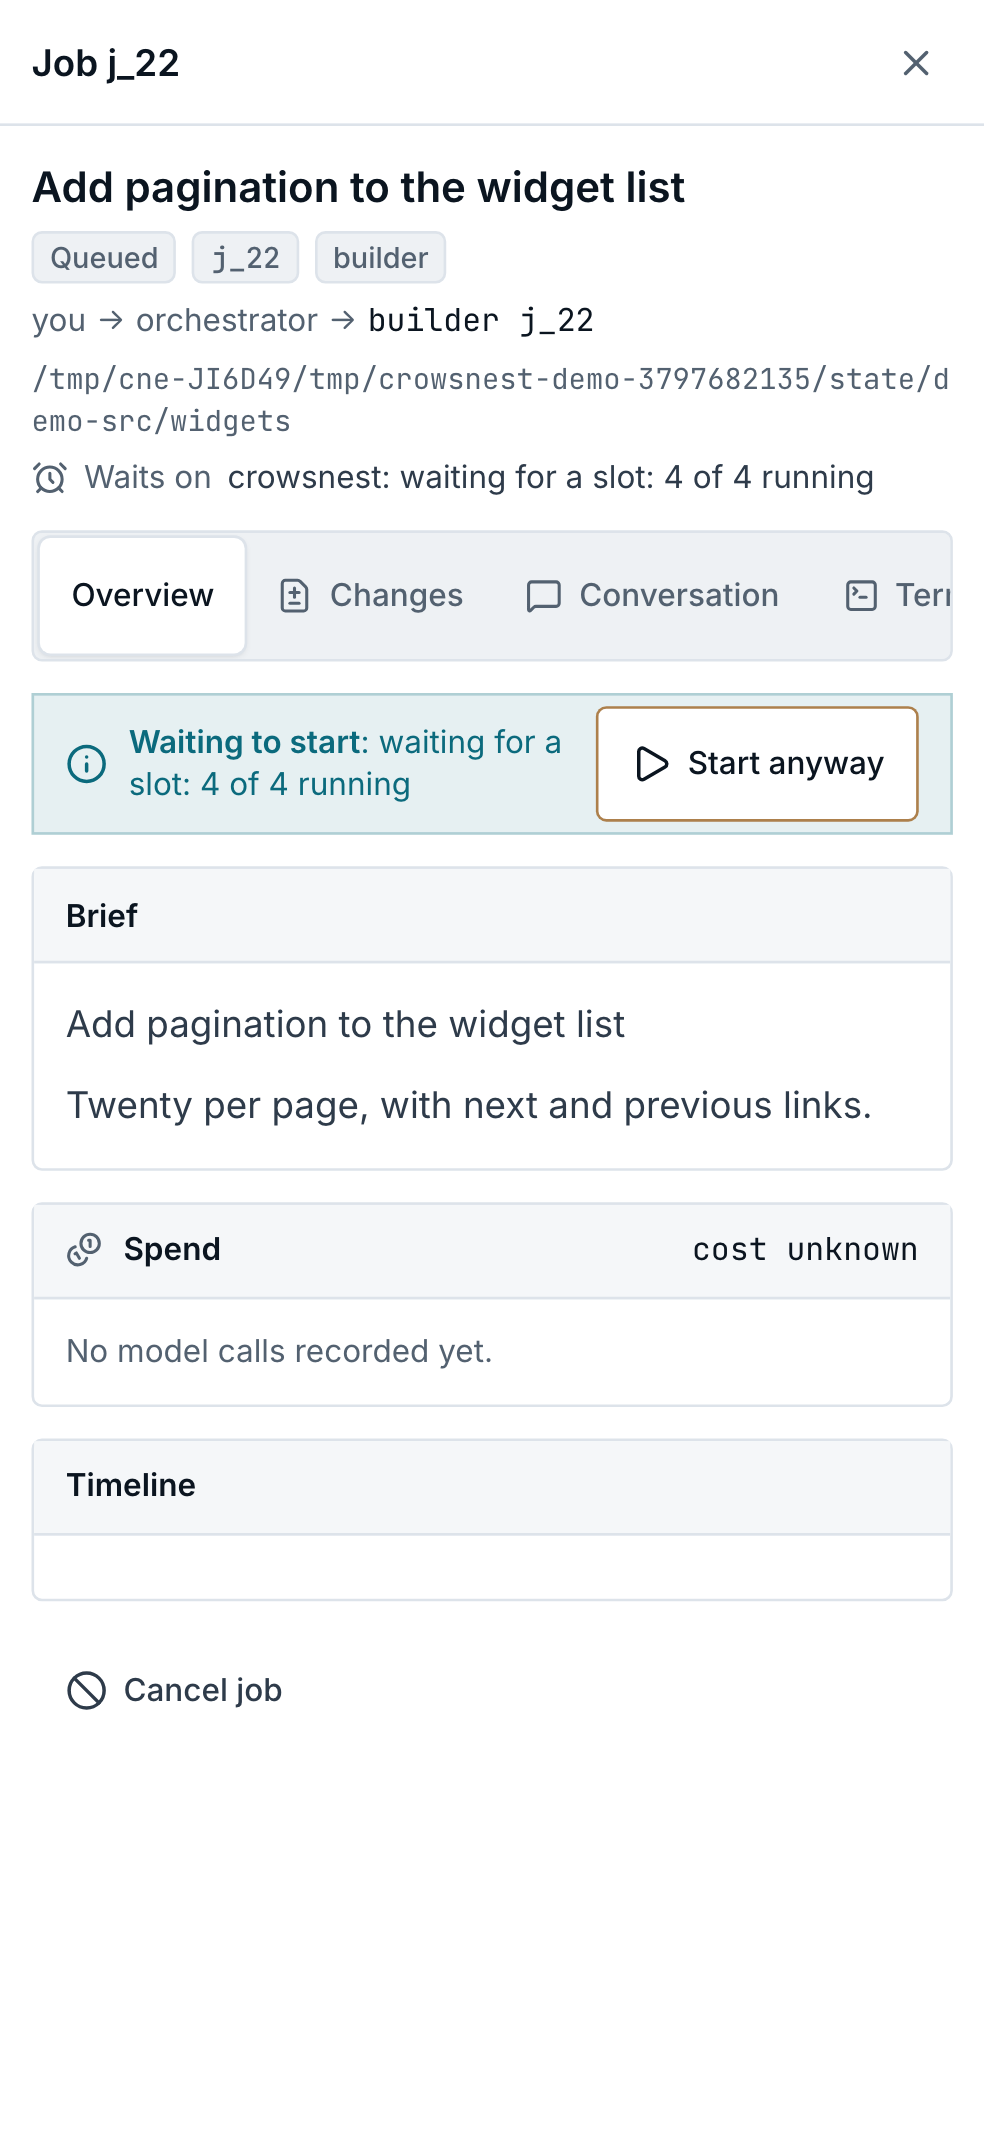 Job j_22
Add pagination to the widget list
Queued j_22 builder
you → orchestrator → builder j_22
/tmp/cne-JI6D49/tmp/crowsnest-demo-3797682135/state/d
emo-src/widgets
Waits on crowsnest: waiting for a slot: 4 of 4 running
Overview Changes Conversation
Waiting to start: waiting for a
slot: 4 of 4 running
Start anyway
Brief
Add pagination to the widget list
Twenty per page, with next and previous links.
Spend cost unknown
No model calls recorded yet.
Timeline
Cancel job